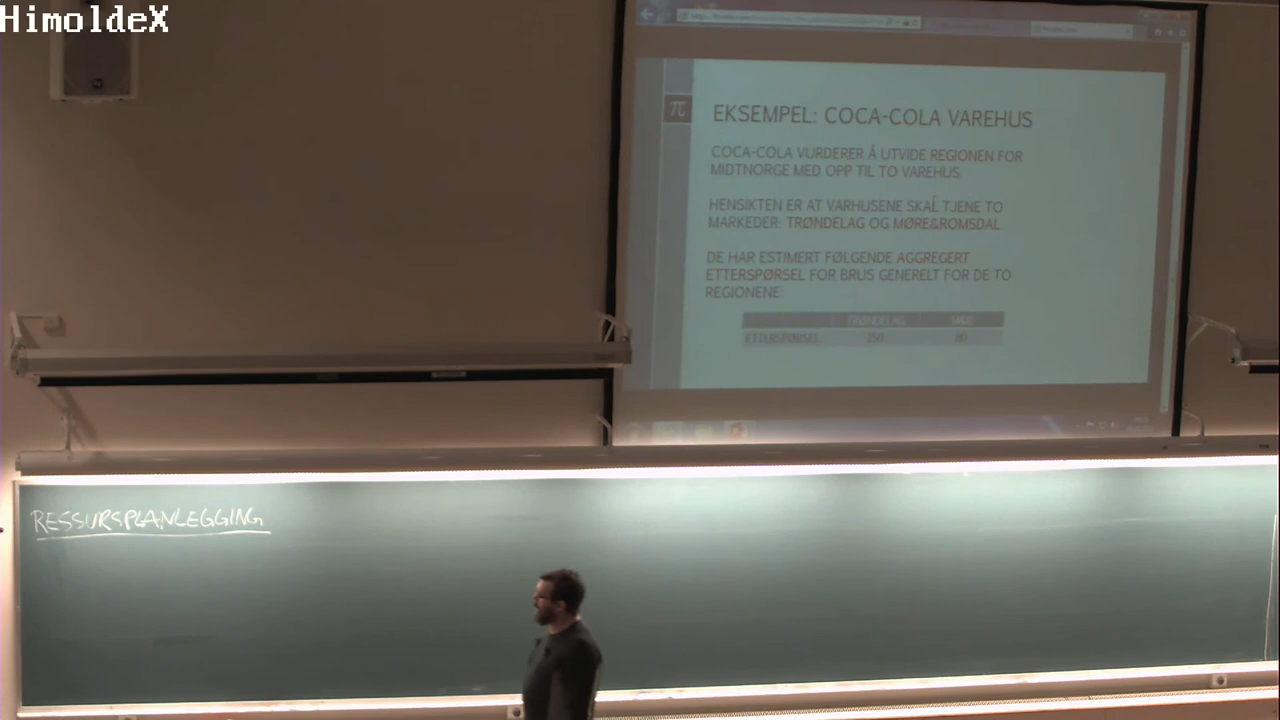 HimoldeX
π
EKSEMPEL: COCA-COLA VAREHUS
COCA-COLA VURDERER Å UTVIDE REGIONEN FOR
MIDTNORGE MED OPP TIL TO VAREHUS.
HENSIKTEN ER AT VARHUSENE SKAL TJENE TO
MARKEDER: TRØNDELAG OG MØRE&ROMSDAL
DE HAR ESTIMERT FØLGENDE AGGREGERT
ETTERSPØRSEL FOR BRUS GENERELT FOR DE TO
REGIONENE:
TRØNDELAG M&R
ETTERSPØRSEL 150 80
RESSURSPLANLEGGING